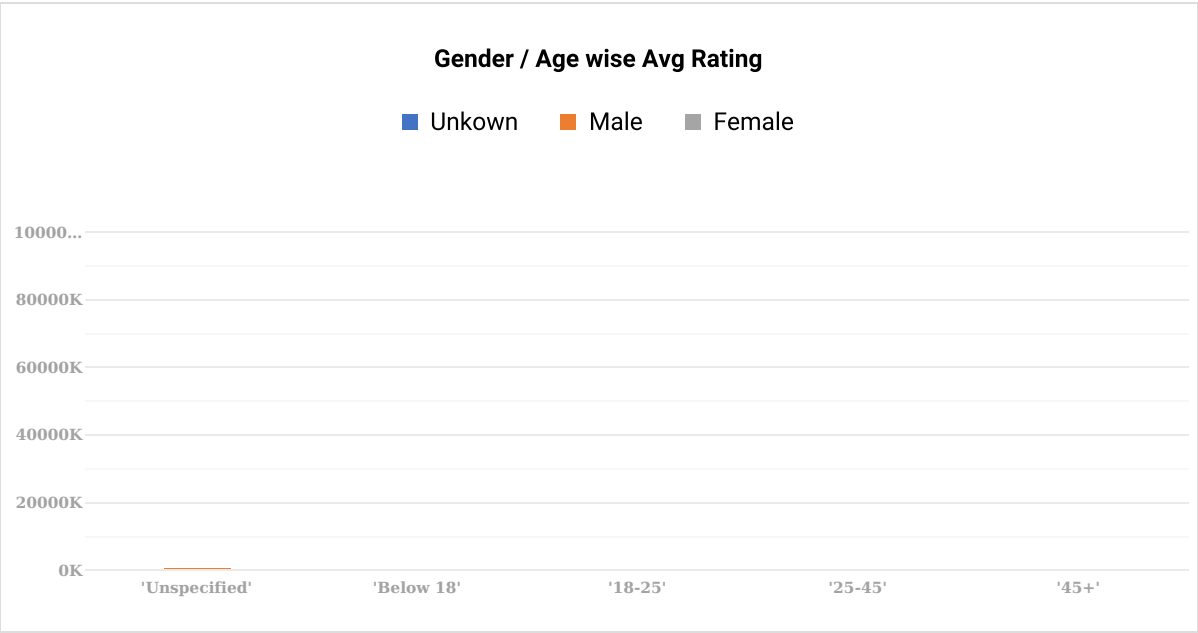 Gender / Age wise Avg Rating
Unkown Male Female
10000...
80000K
60000K
40000K
20000K
0K
'Unspecified' 'Below 18' '18-25' '25-45' '45+'